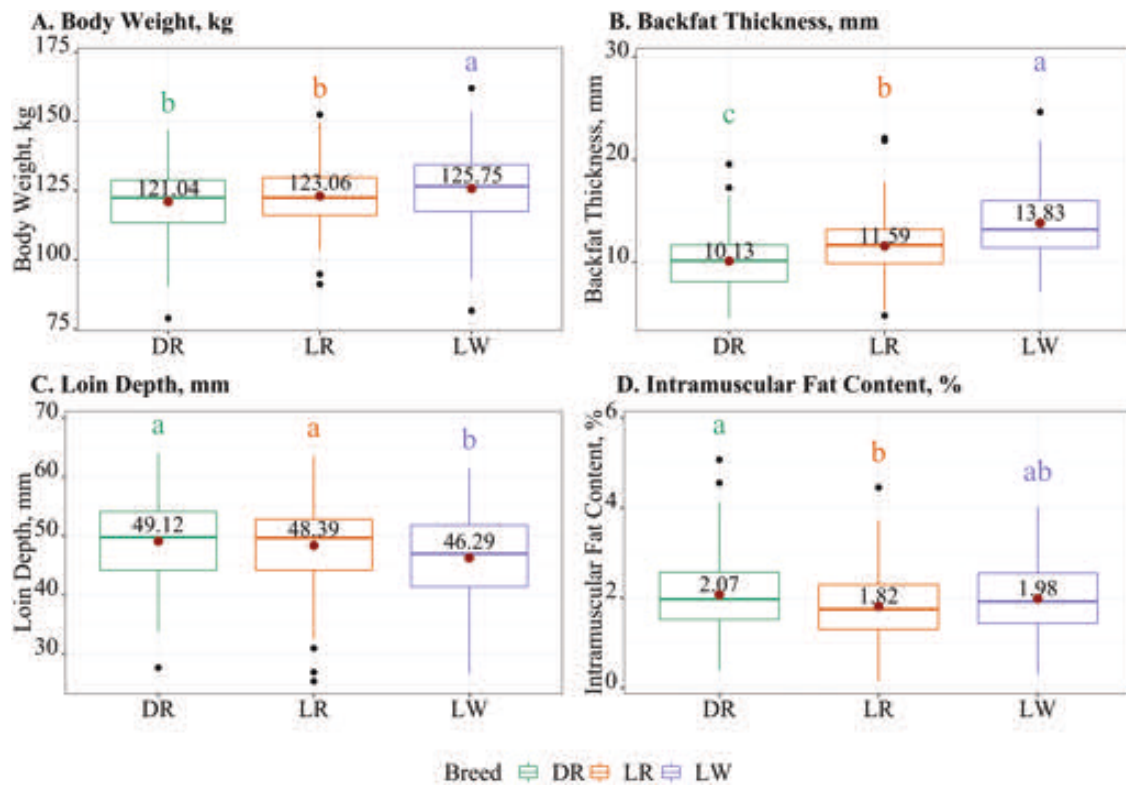 A. Body Weight, kg
175
150
125
100
75
Body Weight, kg
b
b
a
121.04
123.06
125.75
DR
LR
LW
B. Backfat Thickness, mm
30
20
10
Backfat Thickness, mm
c
b
a
10.13
11.59
13.83
DR
LR
LW
C. Loin Depth, mm
70
60
50
40
30
Loin Depth, mm
a
a
b
49.12
48.39
46.29
DR
LR
LW
D. Intramuscular Fat Content, %
6
4
2
0
Intramuscular Fat Content, %
a
b
ab
2.07
1.82
1.98
DR
LR
LW
Breed DR LR LW